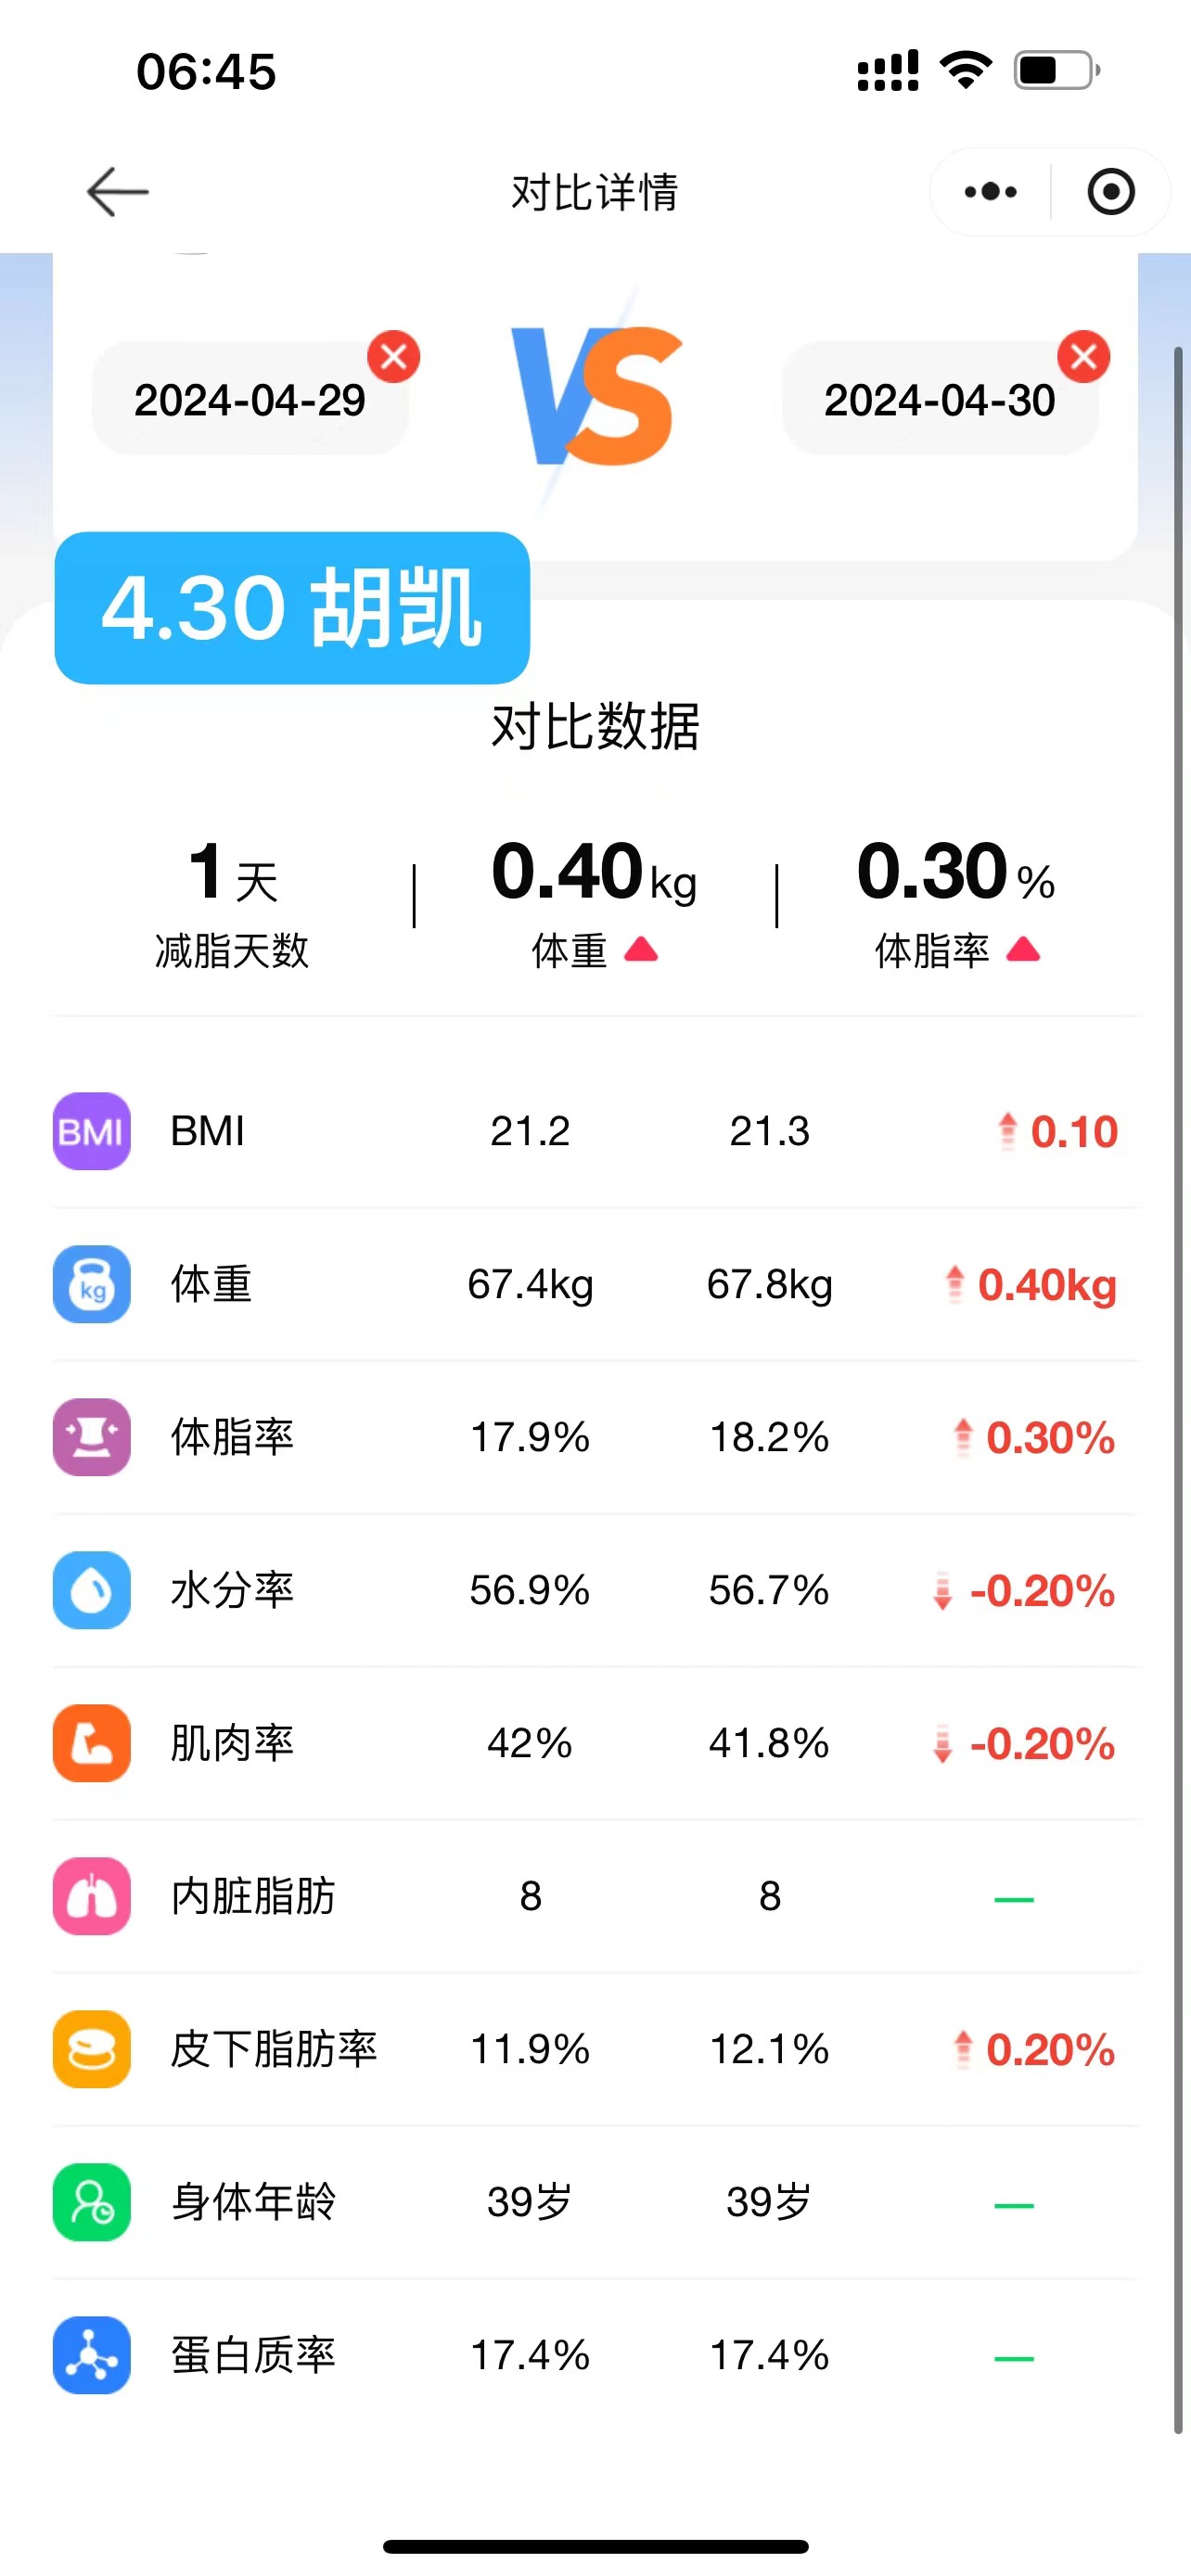 06:45
对比详情
2024-04-29 VS 2024-04-30
4.30 胡凯
对比数据
1天 0.40kg 0.30%
减脂天数 体重 体脂率
BMI BMI 21.2 21.3 0.10
kg 体重 67.4kg 67.8kg 0.40kg
体脂率 17.9% 18.2% 0.30%
水分率 56.9% 56.7% -0.20%
肌肉率 42% 41.8% -0.20%
内脏脂肪 8 8 —
皮下脂肪率 11.9% 12.1% 0.20%
身体年龄 39岁 39岁 —
蛋白质率 17.4% 17.4% —